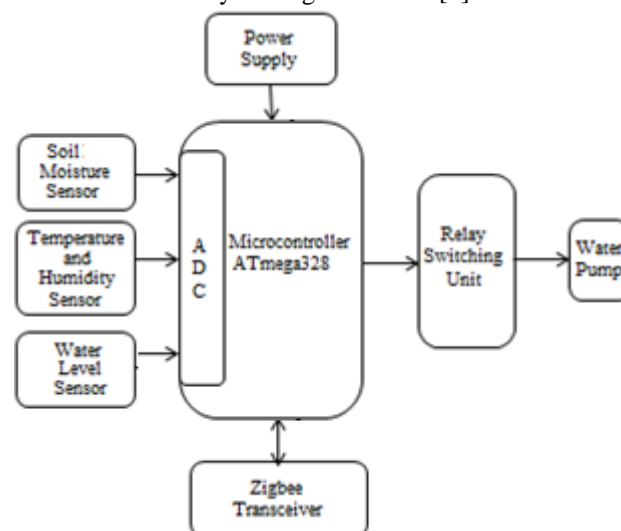 Power
Supply
Soil
Moisture
Sensor
Temperature
and
Humidity
Sensor
Water
Level
Sensor
A
D
C
Microcontroller
ATmega328
Relay
Switching
Unit
Water
Pump
Zigbee
Transceiver